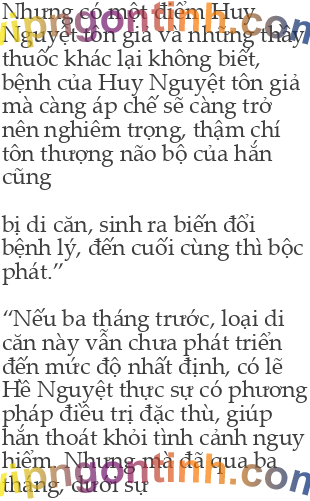 Nhưng có một điểm Huy
Nguyệt tôn giả và những thầy
thuốc khác lại không biết,
bệnh của Huy Nguyệt tôn giả
mà càng áp chế sẽ càng trở
nên nghiêm trọng, thậm chí
tôn thượng não bộ của hắn
cũng
bị di căn, sinh ra biến đổi
bệnh lý, đến cuối cùng thì bộc
phát.”
“Nếu ba tháng trước, loại di
căn này vẫn chưa phát triển
đến mức độ nhất định, có lẽ
Hề Nguyệt thực sự có phương
pháp điều trị đặc thù, giúp
hắn thoát khỏi tình cảnh nguy
hiểm. Nhưng mà đã qua ba
tháng, dưới sự